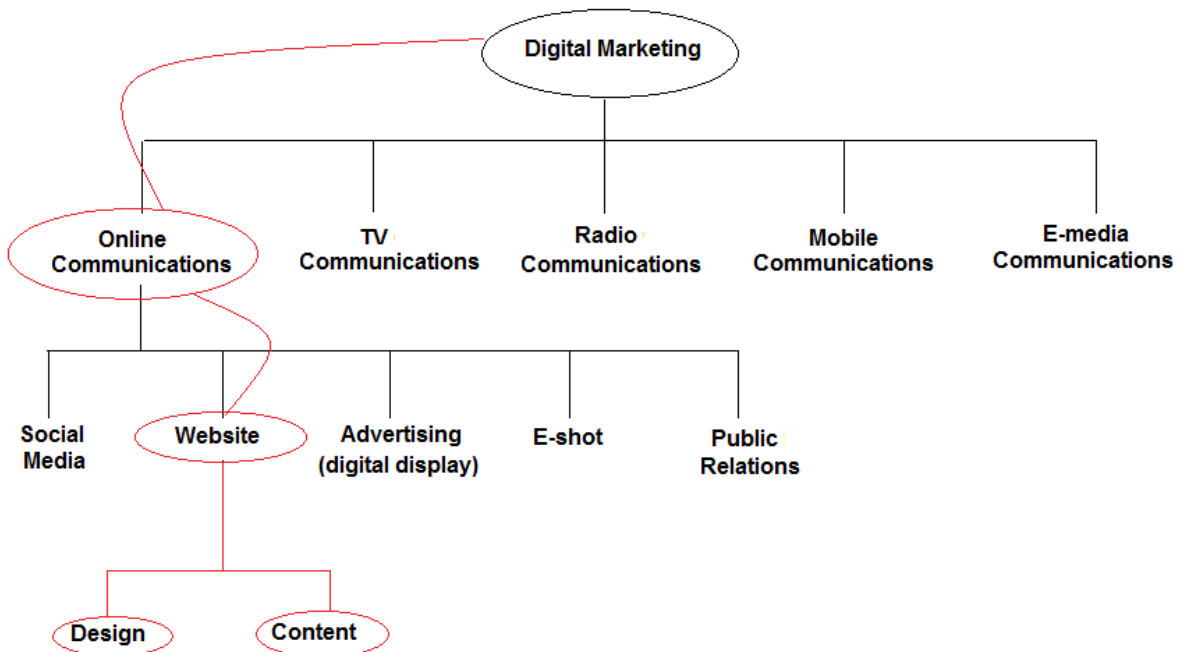 Digital Marketing
Online
Communications
TV
Communications
Radio
Communications
Mobile
Communications
E-media
Communications
Social
Media
Website
Advertising
(digital display)
E-shot
Public
Relations
Design
Content